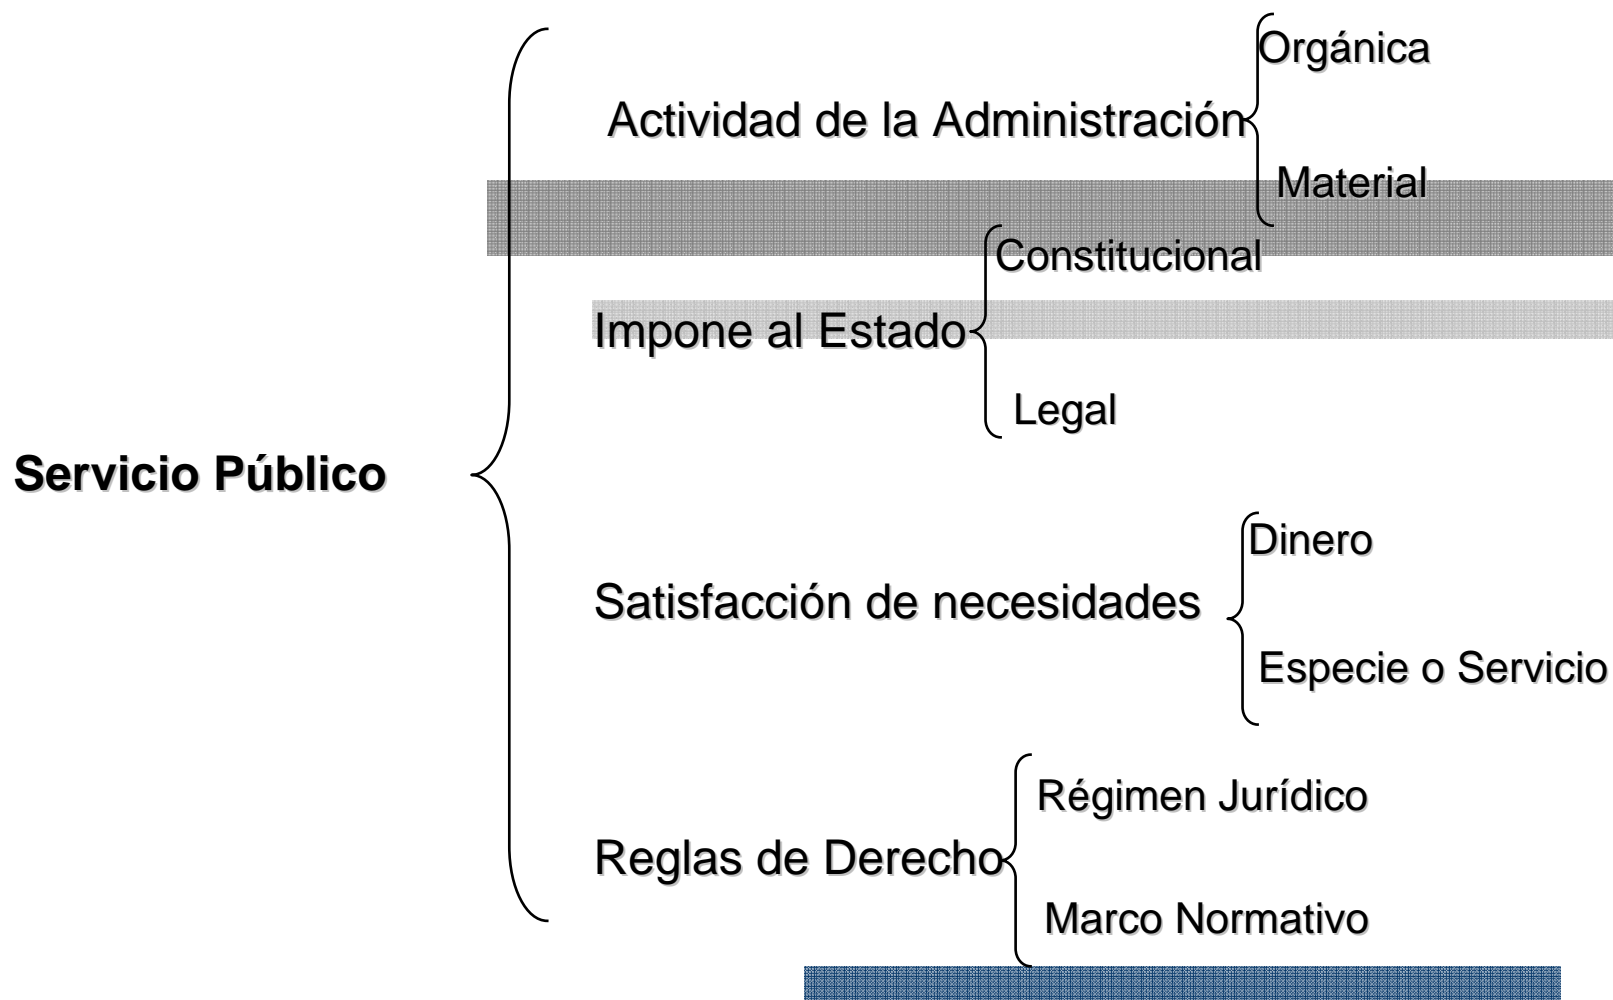 Orgánica
Actividad de la Administración
Material
Constitucional
Impone al Estado
Legal
Servicio Público
Dinero
Satisfacción de necesidades
Especie o Servicio
Régimen Jurídico
Reglas de Derecho
Marco Normativo